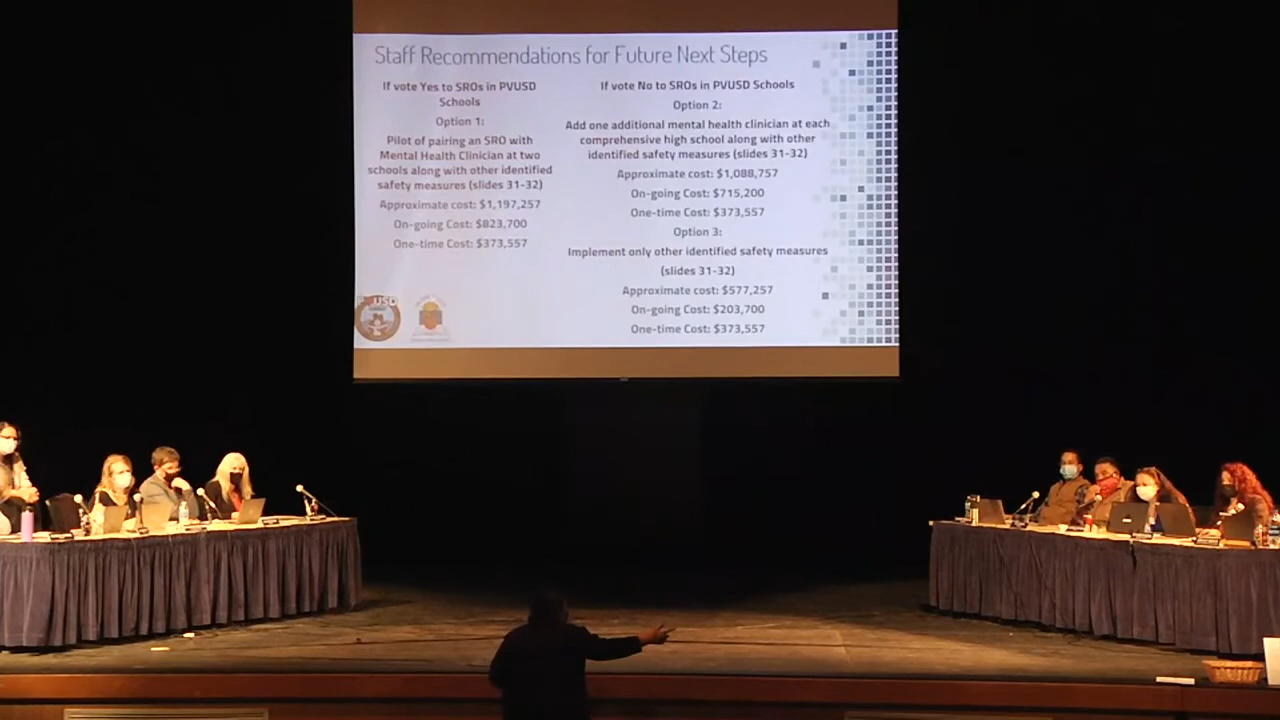 Staff Recommendations for Future Next Steps
If vote Yes to SROs in PVUSD
Schools
Option 1:
Pilot of pairing an SRO with
Mental Health Clinician at two
schools along with other identified
safety measures (slides 31-32)
Approximate cost: $1,197,257
On-going Cost: $823,700
One-time Cost: $373,557
If vote No to SROs in PVUSD Schools
Option 2:
Add one additional mental health clinician at each
comprehensive high school along with other
identified safety measures (slides 31-32)
Approximate cost: $1,088,757
On-going Cost: $715,200
One-time Cost: $373,557
Option 3:
Implement only other identified safety measures
(slides 31-32)
Approximate cost: $577,257
On-going Cost: $203,700
One-time Cost: $373,557